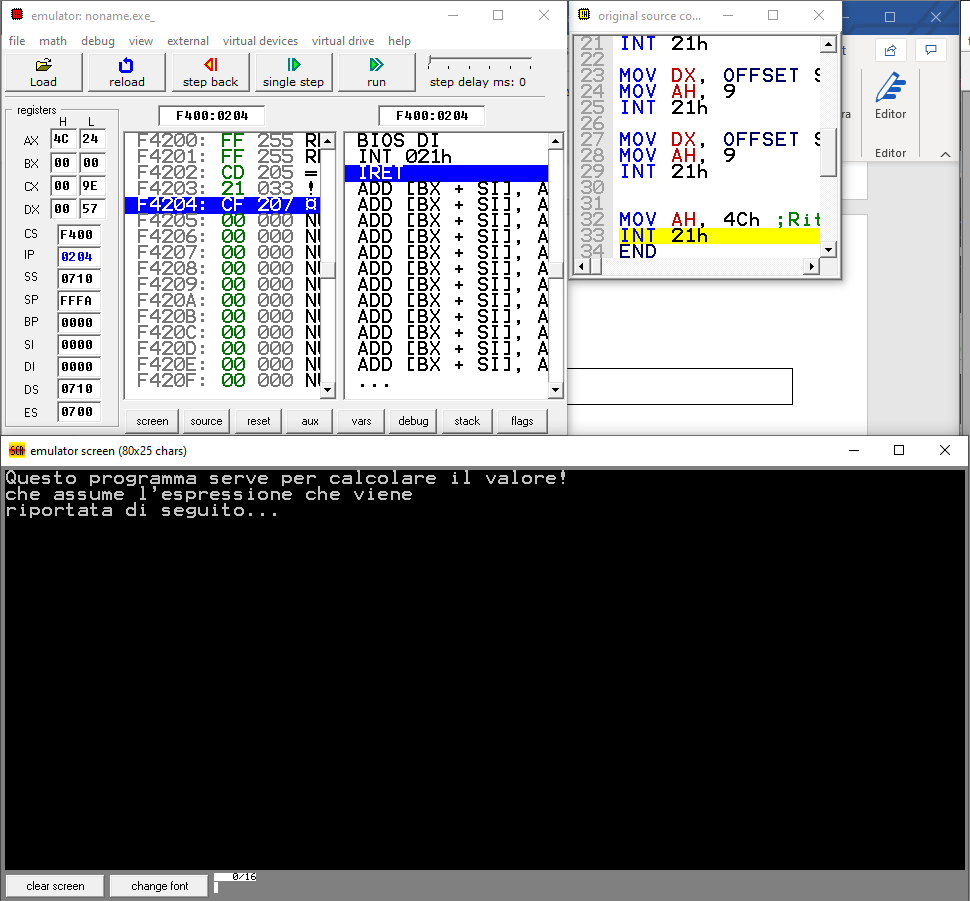 emulator: noname.exe_
file math debug view external virtual devices virtual drive help
Load reload step back single step run step delay ms: 0
registers
H L
AX 4C 24
BX 00 00
CX 00 9E
DX 00 57
CS F400
IP 0204
SS 0710
SP FFFA
BP 0000
SI 0000
DI 0000
DS 0710
ES 0700
F400:0204
F4200: FF 255
F4201: FF 255
F4202: CD 205 =
F4203: 21 033 !
F4204: CF 207
F4205: 00 000
F4206: 00 000
F4207: 00 000
F4208: 00 000
F4209: 00 000
F420A: 00 000
F420B: 00 000
F420C: 00 000
F420D: 00 000
F420E: 00 000
F420F: 00 000
F400:0204
BIOS DI
INT 021h
IRET
ADD [BX + SI], A
ADD [BX + SI], A
ADD [BX + SI], A
ADD [BX + SI], A
ADD [BX + SI], A
ADD [BX + SI], A
ADD [BX + SI], A
ADD [BX + SI], A
ADD [BX + SI], A
ADD [BX + SI], A
ADD [BX + SI], A
ADD [BX + SI], A
...
screen source reset aux vars debug stack flags
original source co...
21 INT 21h
22
23 MOV DX, OFFSET S
24 MOV AH, 9
25 INT 21h
26
27 MOV DX, OFFSET S
28 MOV AH, 9
29 INT 21h
30
31
32 MOV AH, 4Ch ;Rit
33 INT 21h
34 END
Editor
Editor
SCR emulator screen (80x25 chars)
Questo programma serve per calcolare il valore!
che assume l'espressione che viene
riportata di seguito...
clear screen change font 0/16